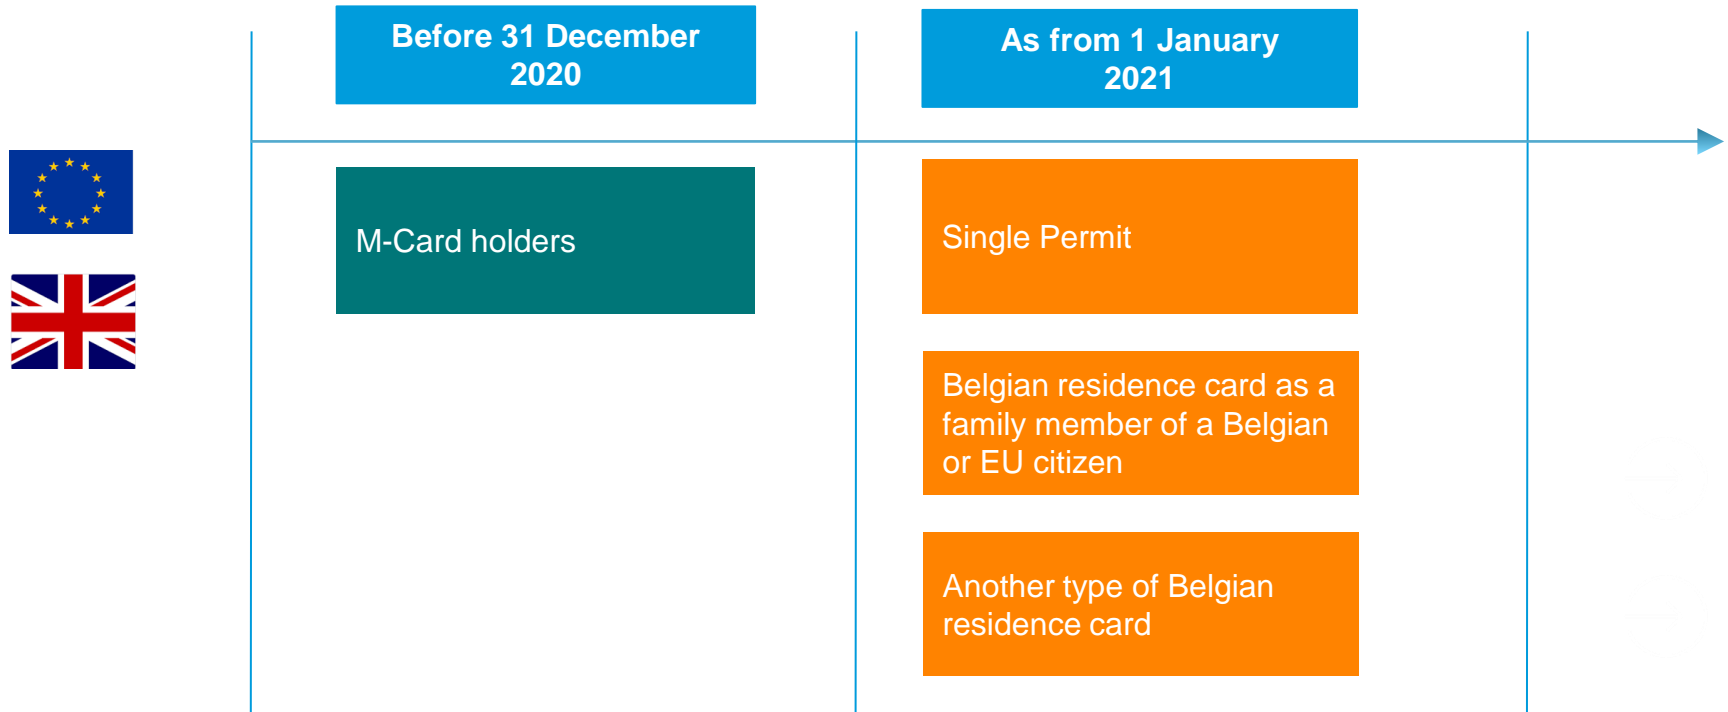 Before 31 December
2020
As from 1 January
2021
M-Card holders
Single Permit
Belgian residence card as a
family member of a Belgian
or EU citizen
Another type of Belgian
residence card